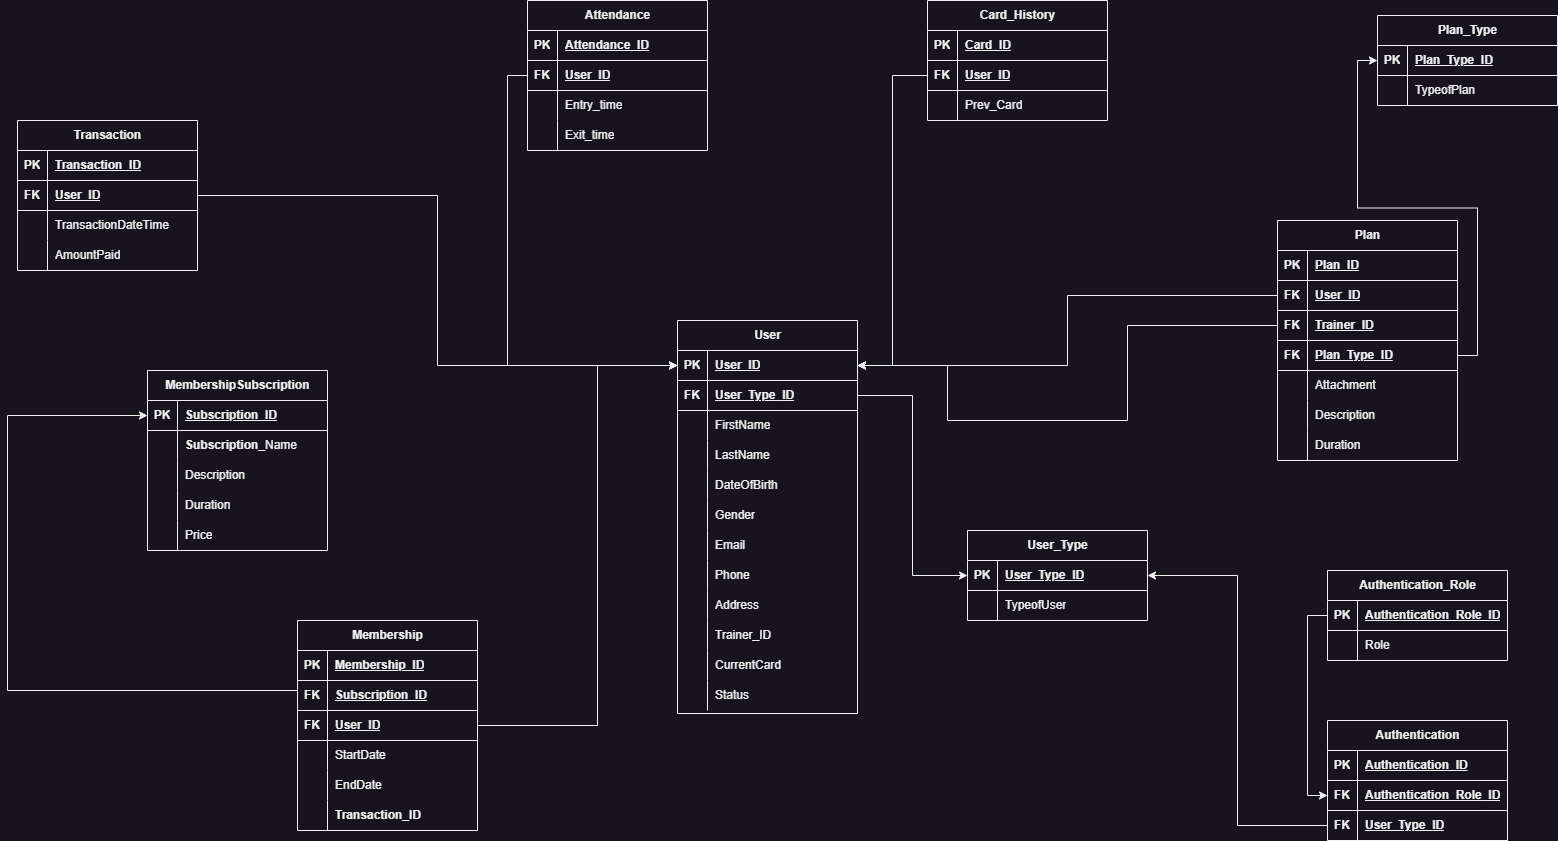 Attendance
PK Attendance_ID
FK User_ID
Entry_time
Exit_time
Card_History
PK Card_ID
FK User_ID
Prev_Card
Plan_Type
PK Plan_Type_ID
TypeofPlan
Transaction
PK Transaction_ID
FK User_ID
TransactionDateTime
AmountPaid
Plan
PK Plan_ID
FK User_ID
FK Trainer_ID
FK Plan_Type_ID
Attachment
Description
Duration
User
PK User_ID
FK User_Type_ID
FirstName
LastName
DateOfBirth
Gender
Email
Phone
Address
Trainer_ID
CurrentCard
Status
MembershipSubscription
PK Subscription_ID
Subscription_Name
Description
Duration
Price
User_Type
PK User_Type_ID
TypeofUser
Authentication_Role
PK Authentication_Role_ID
Role
Membership
PK Membership_ID
FK Subscription_ID
FK User_ID
StartDate
EndDate
Transaction_ID
Authentication
PK Authentication_ID
FK Authentication_Role_ID
FK User_Type_ID